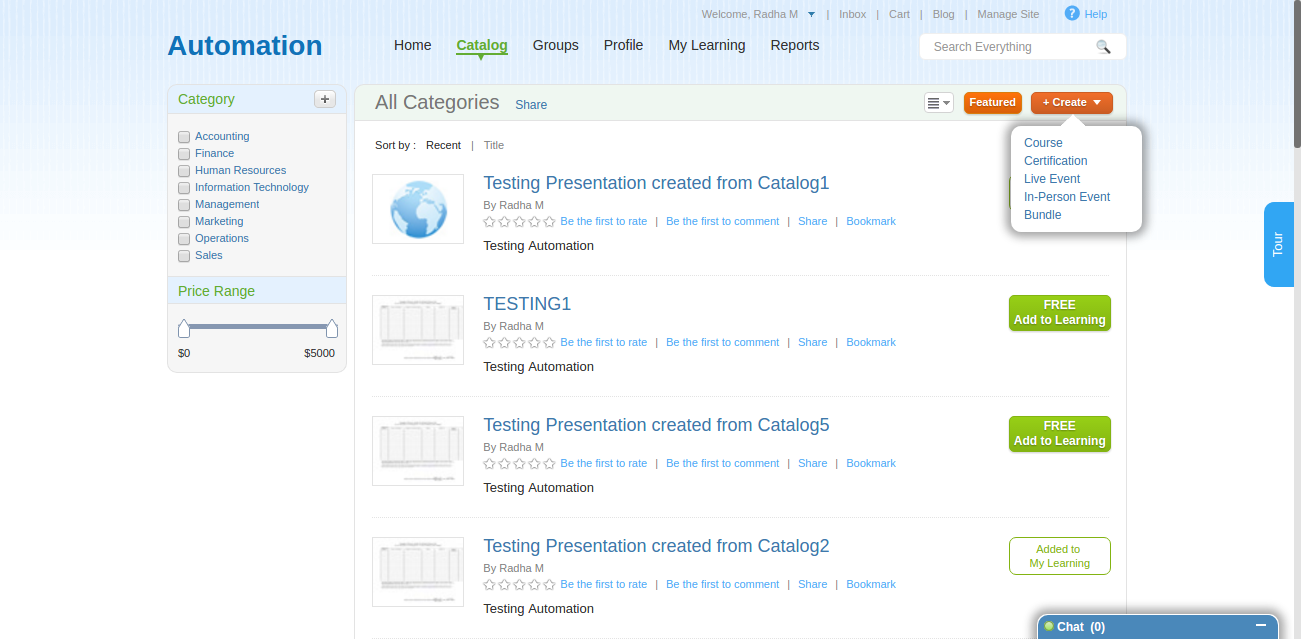 Welcome, Radha M | Inbox | Cart | Blog | Manage Site ? Help
Automation
Home Catalog Groups Profile My Learning Reports
Search Everything
Category +
Accounting
Finance
Human Resources
Information Technology
Management
Marketing
Operations
Sales
Price Range
$0 $5000
All Categories Share
Featured + Create
Course
Certification
Live Event
In-Person Event
Bundle
Sort by : Recent | Title
Testing Presentation created from Catalog1
By Radha M
Be the first to rate | Be the first to comment | Share | Bookmark
Testing Automation
TESTING1
By Radha M
Be the first to rate | Be the first to comment | Share | Bookmark
Testing Automation
FREE
Add to Learning
Testing Presentation created from Catalog5
By Radha M
Be the first to rate | Be the first to comment | Share | Bookmark
Testing Automation
FREE
Add to Learning
Testing Presentation created from Catalog2
By Radha M
Be the first to rate | Be the first to comment | Share | Bookmark
Testing Automation
Added to
My Learning
Tour
Chat (0)